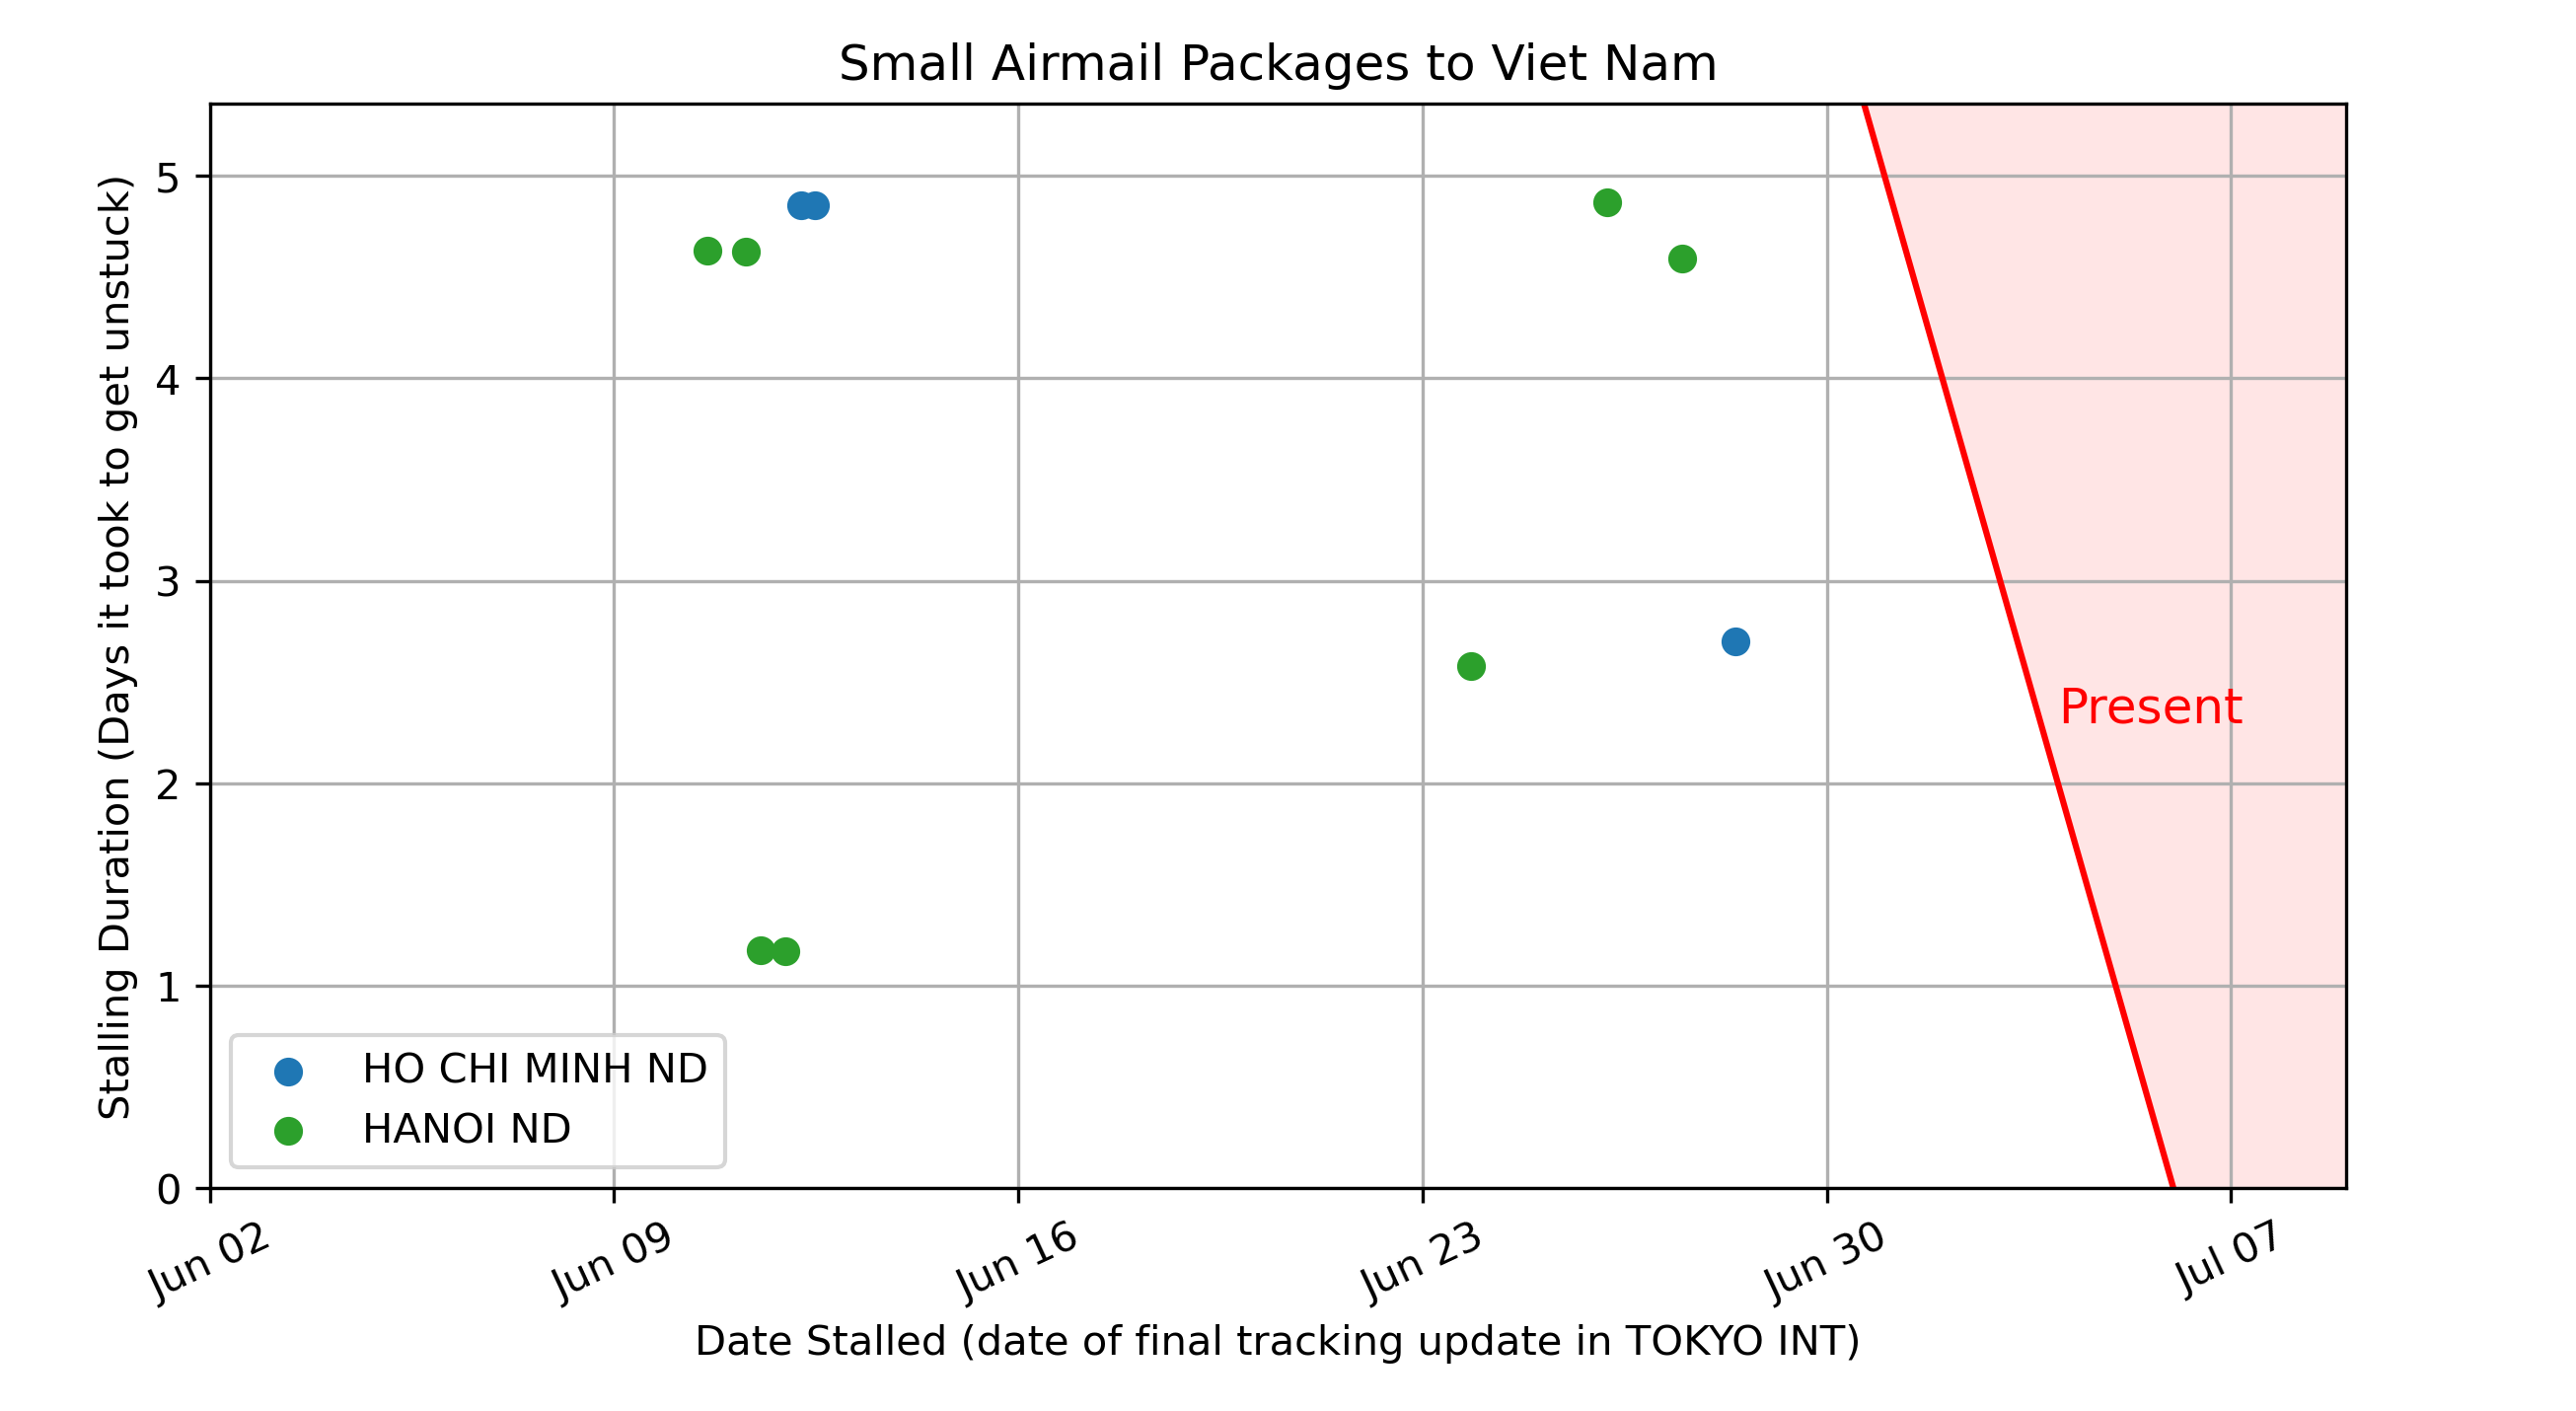 Small Airmail Packages to Viet Nam
Stalling Duration (Days it took to get unstuck)
5
4
3
2
1
0
Present
HO CHI MINH ND
HANOI ND
Jun 02
Jun 09
Jun 16
Jun 23
Jun 30
Jul 07
Date Stalled (date of final tracking update in TOKYO INT)